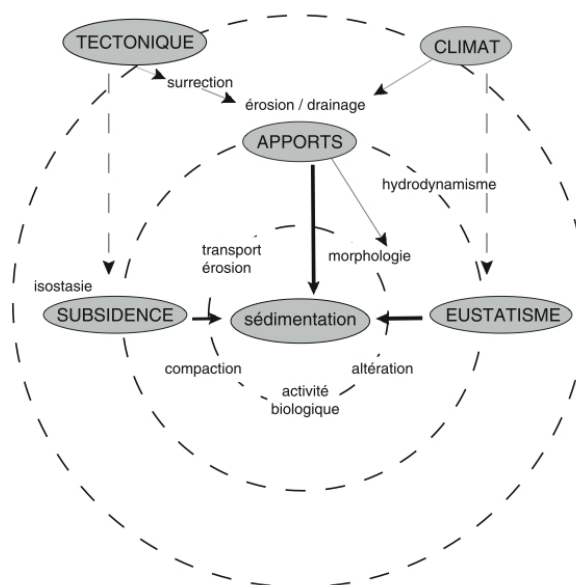 TECTONIQUE
CLIMAT
surrection
érosion / drainage
APPORTS
hydrodynamisme
transport
érosion
morphologie
isostasie
SUBSIDENCE
sédimentation
EUSTATISME
compaction
altération
activité
biologique